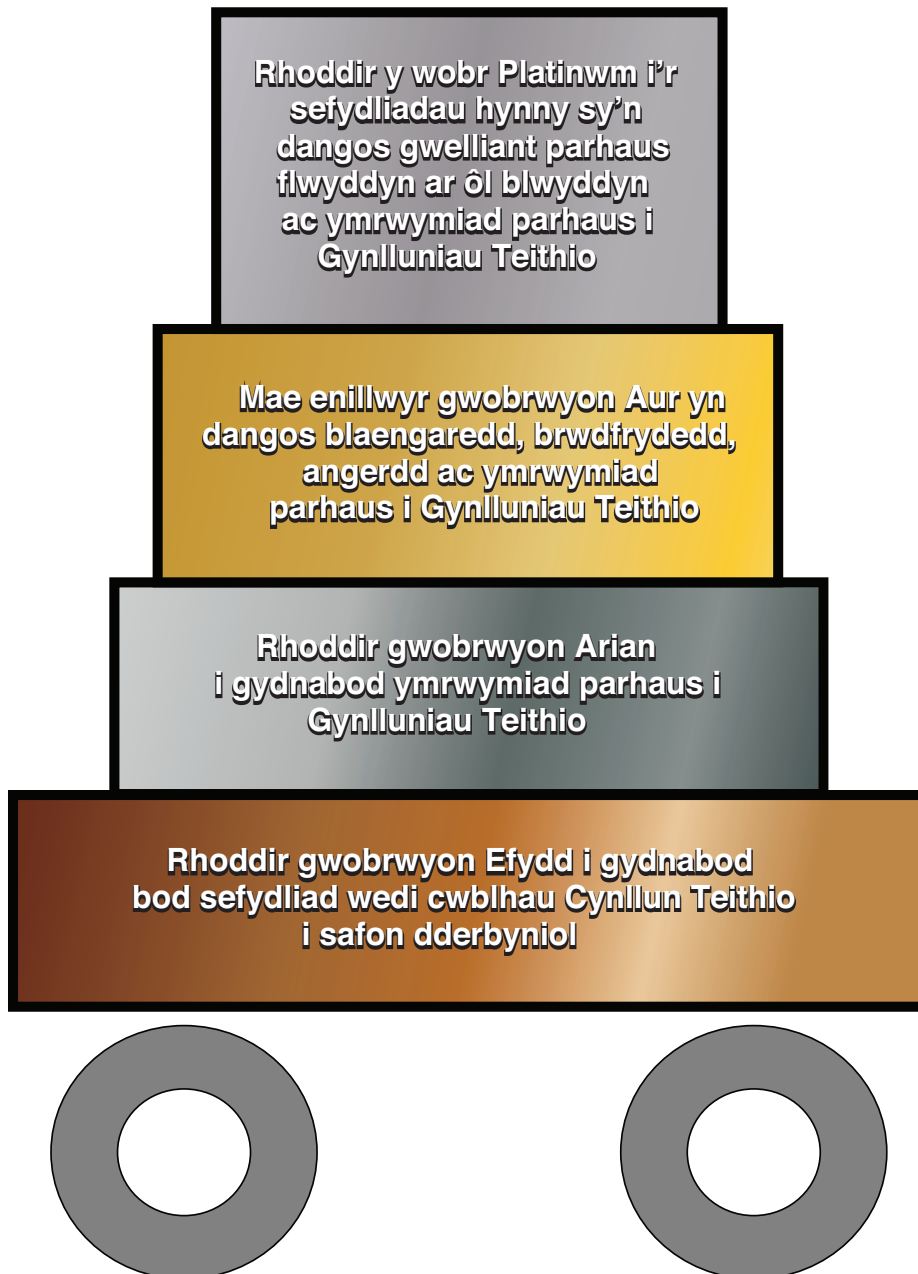 Rhoddir y wobr Platinwm i’r
sefydliadau hynny sy’n
dangos gwelliant parhaus
flwyddyn ar ôl blwyddyn
ac ymrwymiad parhaus i
Gynlluniau Teithio
Mae enillwyr gwobrwyon Aur yn
dangos blaengaredd, brwdfrydedd,
angerdd ac ymrwymiad
parhaus i Gynlluniau Teithio
Rhoddir gwobrwyon Arian
i gydnabod ymrwymiad parhaus i
Gynlluniau Teithio
Rhoddir gwobrwyon Efydd i gydnabod
bod sefydliad wedi cwblhau Cynllun Teithio
i safon dderbyniol